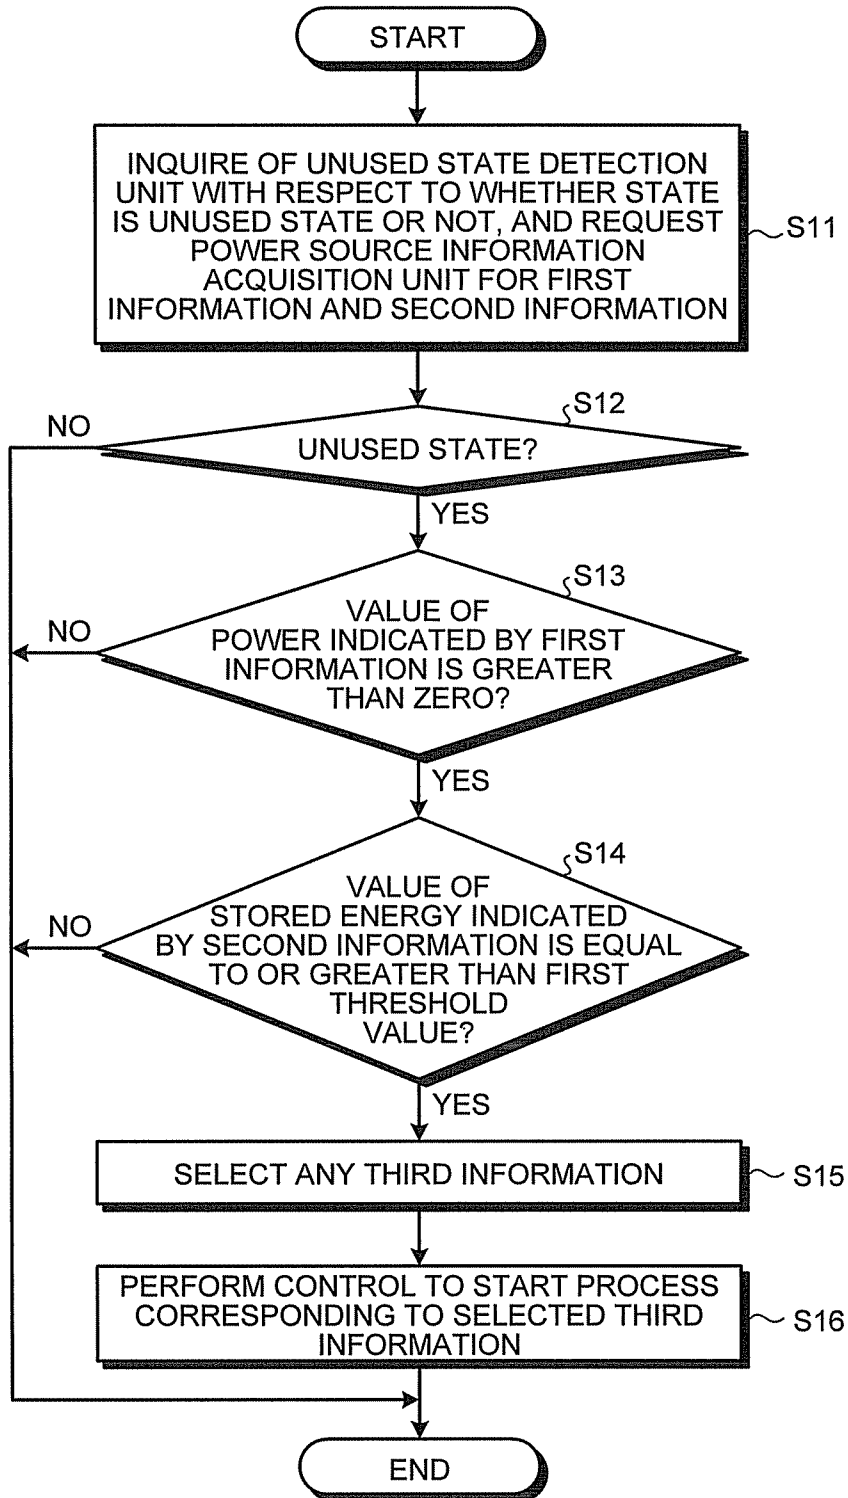 START
INQUIRE OF UNUSED STATE DETECTION
UNIT WITH RESPECT TO WHETHER STATE
IS UNUSED STATE OR NOT, AND REQUEST
POWER SOURCE INFORMATION
ACQUISITION UNIT FOR FIRST
INFORMATION AND SECOND INFORMATION
S11
S12
NO
UNUSED STATE?
YES
S13
NO
VALUE OF
POWER INDICATED BY FIRST
INFORMATION IS GREATER
THAN ZERO?
YES
S14
NO
VALUE OF
STORED ENERGY INDICATED
BY SECOND INFORMATION IS EQUAL
TO OR GREATER THAN FIRST
THRESHOLD
VALUE?
YES
SELECT ANY THIRD INFORMATION
S15
PERFORM CONTROL TO START PROCESS
CORRESPONDING TO SELECTED THIRD
INFORMATION
S16
END